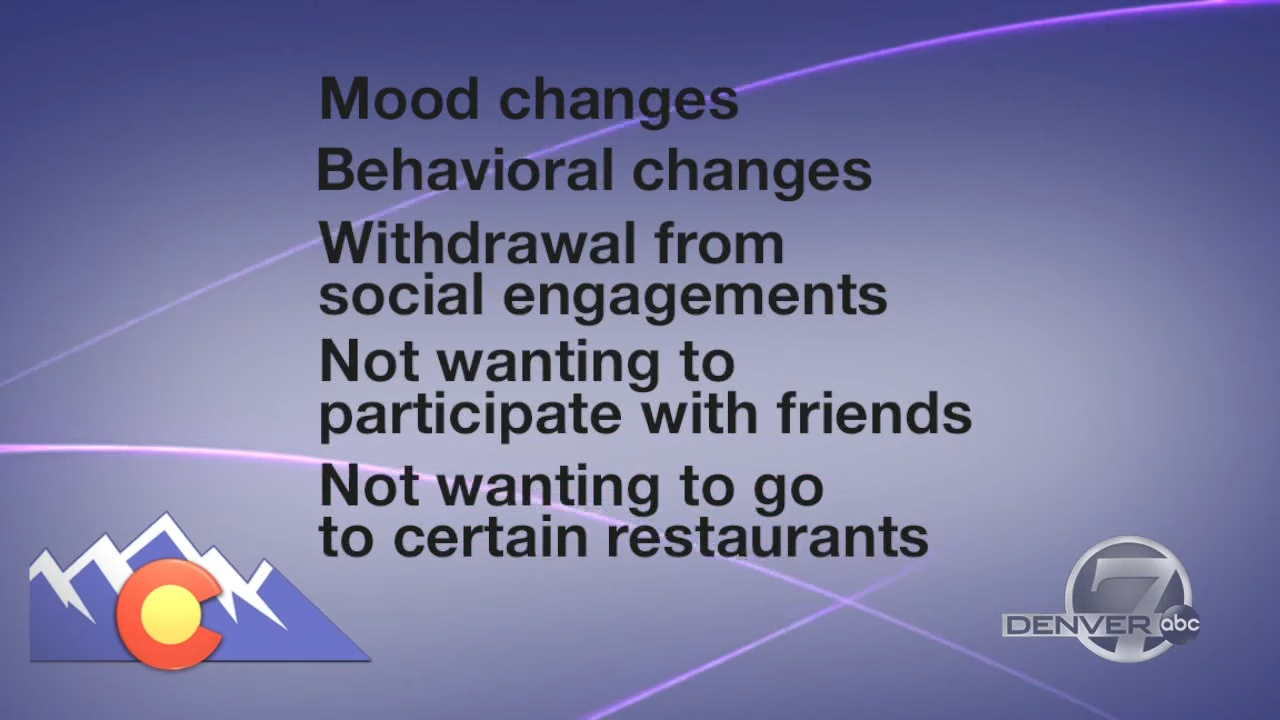 Mood changes
Behavioral changes
Withdrawal from
social engagements
Not wanting to
participate with friends
Not wanting to go
to certain restaurants
C
7
DENVER abc